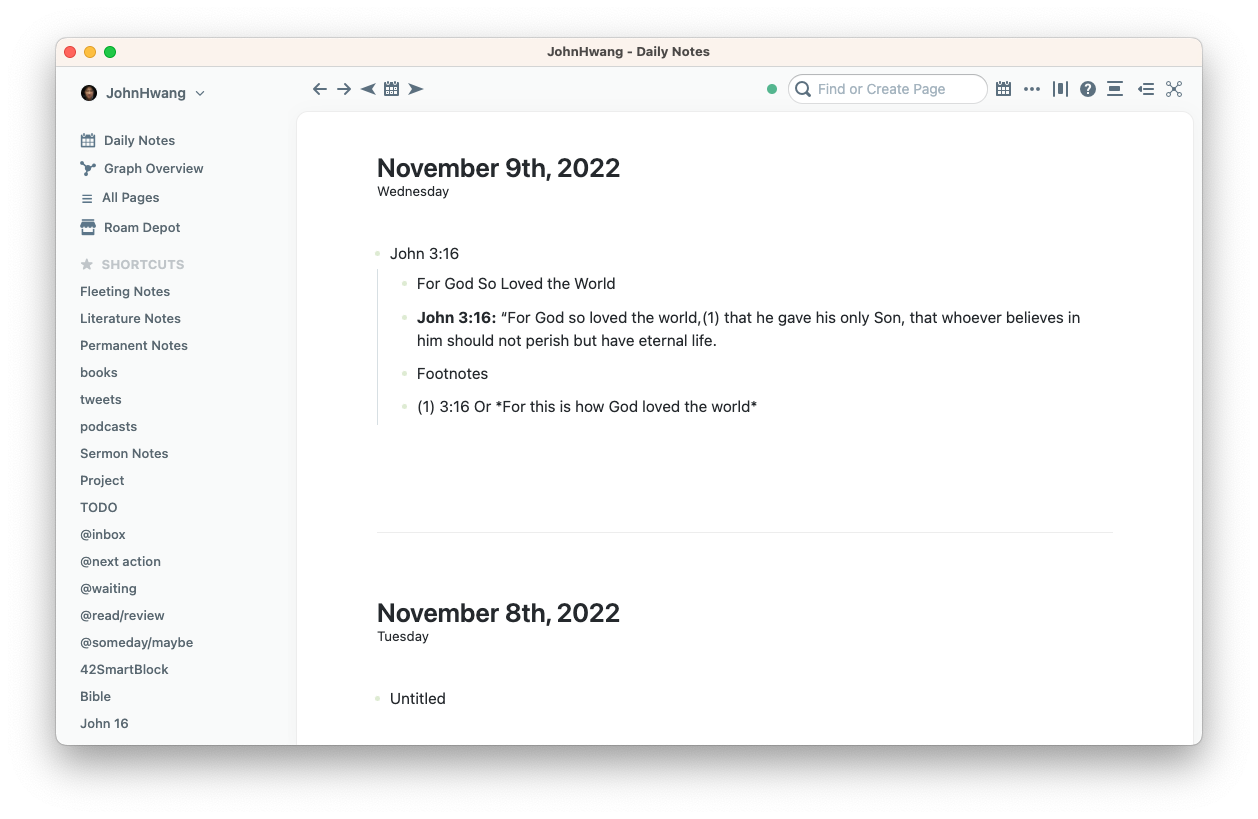 JohnHwang - Daily Notes
JohnHwang
Find or Create Page
Daily Notes
Graph Overview
All Pages
Roam Depot
SHORTCUTS
Fleeting Notes
Literature Notes
Permanent Notes
books
tweets
podcasts
Sermon Notes
Project
TODO
@inbox
@next action
@waiting
@read/review
@someday/maybe
42SmartBlock
Bible
John 16
November 9th, 2022
Wednesday
John 3:16
For God So Loved the World
John 3:16: “For God so loved the world,(1) that he gave his only Son, that whoever believes in
him should not perish but have eternal life.
Footnotes
(1) 3:16 Or *For this is how God loved the world*
November 8th, 2022
Tuesday
Untitled